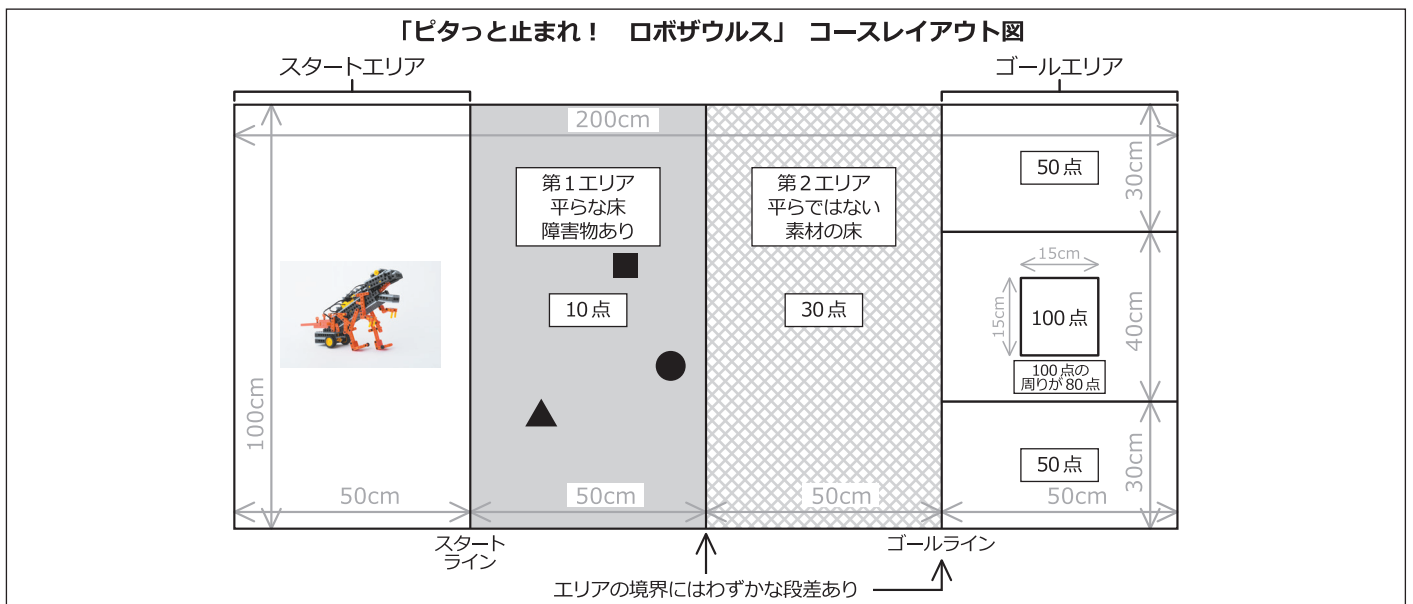 「ピタっと止まれ！　ロボザウルス」 コースレイアウト図
スタートエリア
ゴールエリア
200cm
第１エリア
平らな床
障害物あり
第２エリア
平らではない
素材の床
50点
30cm
15cm
15cm
10点
30点
100点
40cm
100点の
周りが80点
100cm
50点
30cm
50cm
50cm
50cm
50cm
スタート
ライン
ゴールライン
エリアの境界にはわずかな段差あり